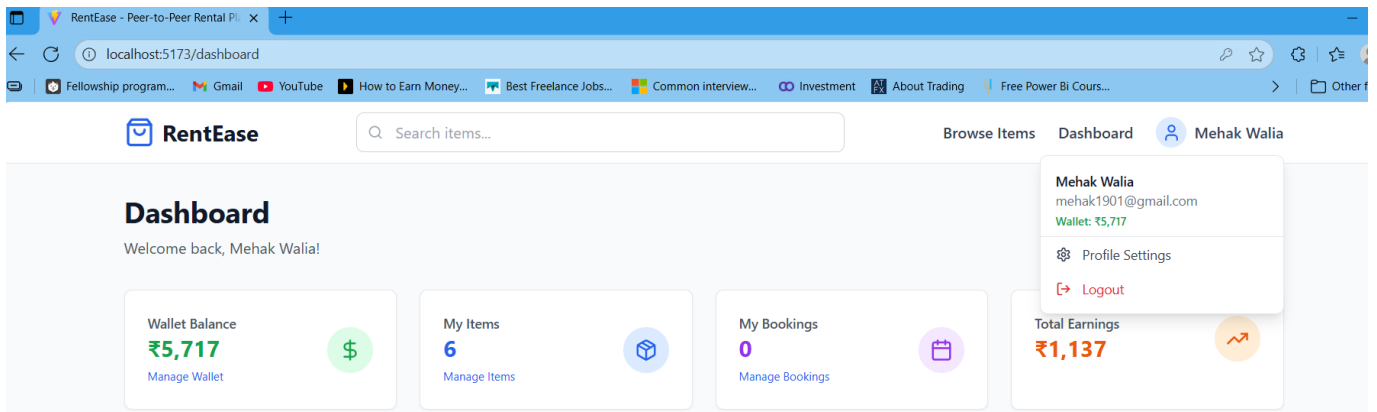 RentEase - Peer-to-Peer Rental Pl
localhost:5173/dashboard
Fellowship program... Gmail YouTube How to Earn Money... Best Freelance Jobs... Common interview... Investment About Trading Free Power Bi Cours... Other f
RentEase Search items... Browse Items Dashboard Mehak Walia
Mehak Walia
mehak1901@gmail.com
Wallet: ₹5,717
Profile Settings
Logout
Dashboard
Welcome back, Mehak Walia!
Wallet Balance
₹5,717
Manage Wallet
My Items
6
Manage Items
My Bookings
0
Manage Bookings
Total Earnings
₹1,137